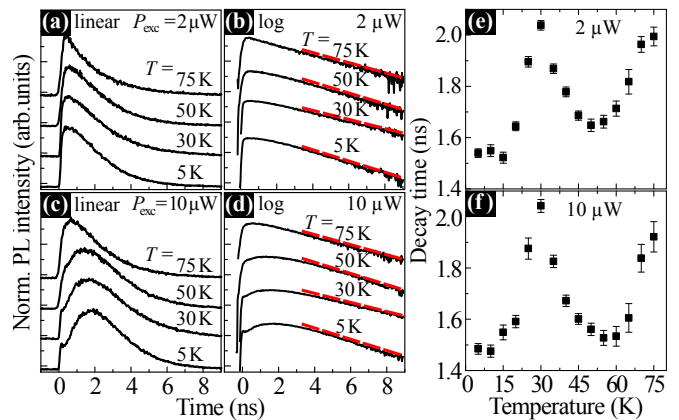 (a) linear P_exc=2 µW
T =
75 K
50 K
30 K
5 K
(b) log 2 µW
T =
75 K
50 K
30 K
5 K
(c) linear P_exc=10 µW
T =
75 K
50 K
30 K
5 K
(d) log 10 µW
T =
75 K
50 K
30 K
5 K
Norm. PL intensity (arb.units)
0 2 4 6 8
0 2 4 6 8
Time (ns)
(e) 2 µW
2.0
1.8
1.6
1.4
(f) 10 µW
2.0
1.8
1.6
1.4
Decay time (ns)
0 15 30 45 60 75
Temperature (K)